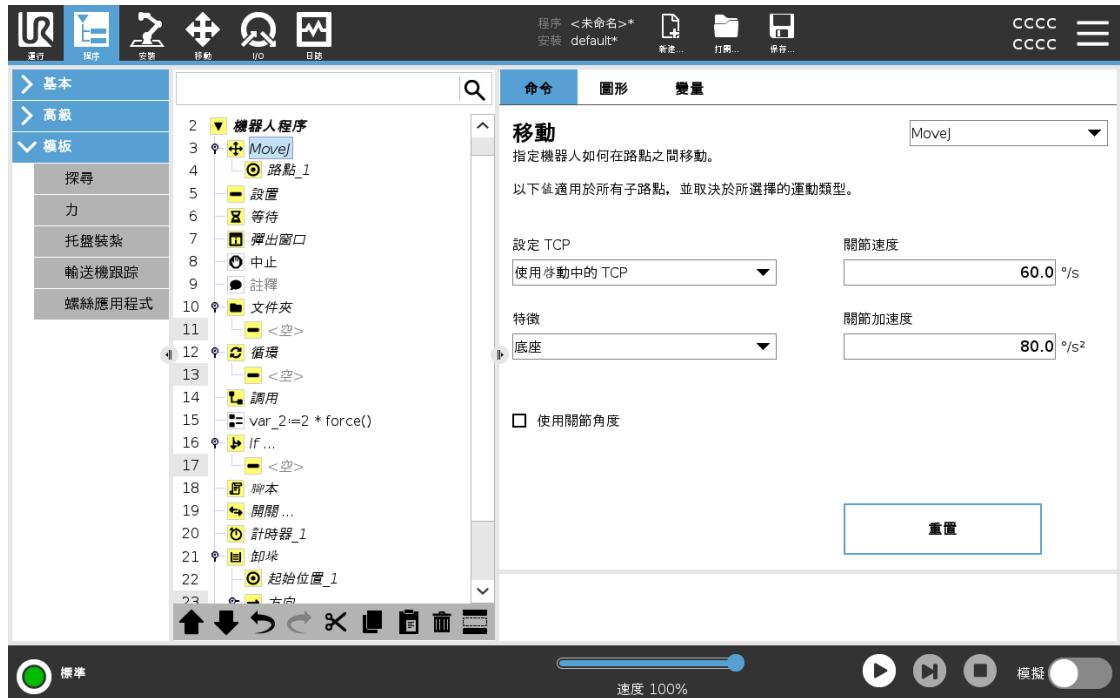 UR
運行
程序
安裝
移動
I/O
日誌
程序 <未命名>*
安裝 default*
新建...
打開...
保存...
CCCC
CCCC
基本
高級
模板
探尋
力
托盤裝紮
輸送機跟踪
螺絲應用程式
2 機器人程序
3 MoveJ
4 路點_1
5 設置
6 等待
7 彈出窗口
8 中止
9 註釋
10 文件夾
11 <空>
12 循環
13 <空>
14 調用
15 var_2:=2 * force()
16 If ...
17 <空>
18 腳本
19 開關 ...
20 計時器_1
21 卸垛
22 起始位置_1
23 方向
命令
圖形
變量
移動
MoveJ
指定機器人如何在路點之間移動。
以下值適用於所有子路點，並取決於所選擇的運動類型。
設定 TCP
關節速度
使用啓動中的 TCP
60.0 °/s
特徵
關節加速度
底座
80.0 °/s²
使用關節角度
重置
標準
速度 100%
模擬